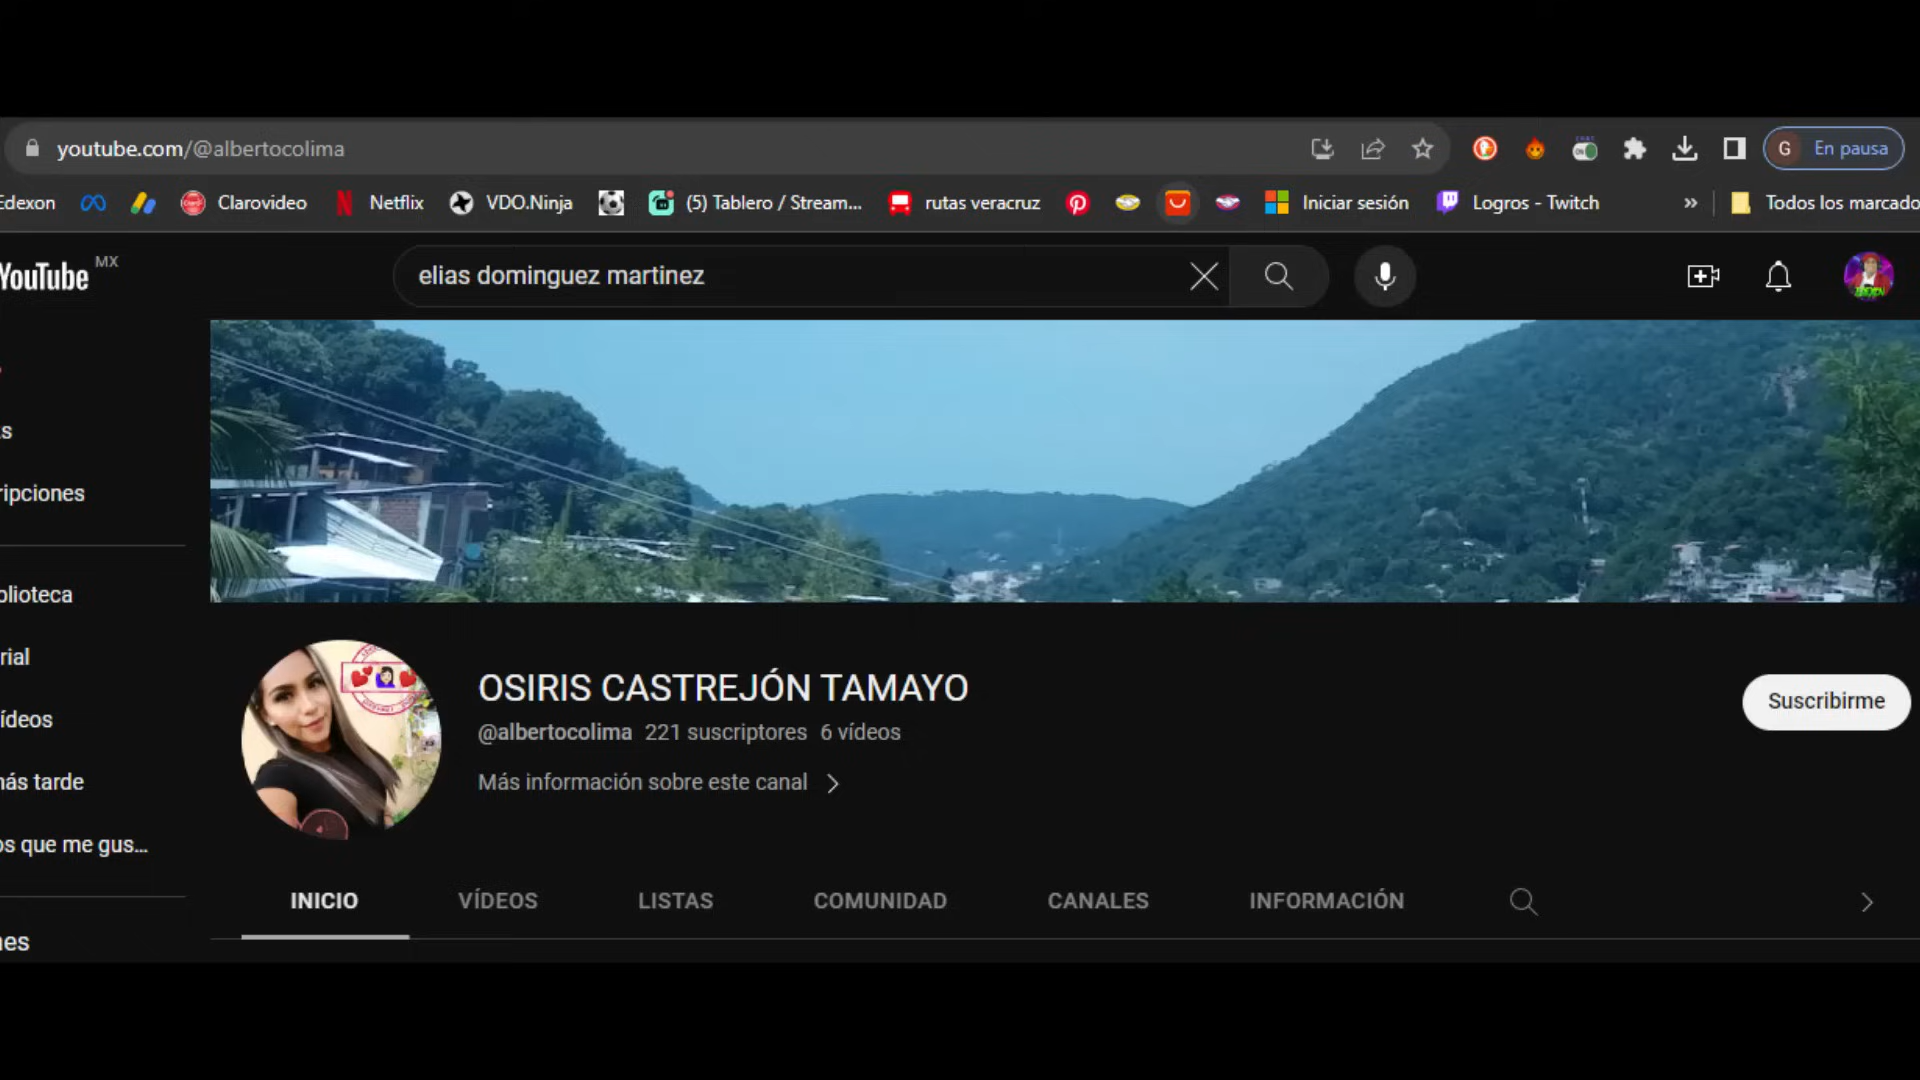 youtube.com/@albertocolima
G En pausa
Edexon Clarovideo Netflix VDO.Ninja (5) Tablero / Stream... rutas veracruz Iniciar sesión Logros - Twitch » Todos los marcado
YouTube MX
elias dominguez martinez
s
ripciones
blioteca
rial
ídeos
nás tarde
os que me gus...
nes
OSIRIS CASTREJÓN TAMAYO
@albertocolima 221 suscriptores 6 vídeos
Más información sobre este canal
Suscribirme
INICIO VÍDEOS LISTAS COMUNIDAD CANALES INFORMACIÓN